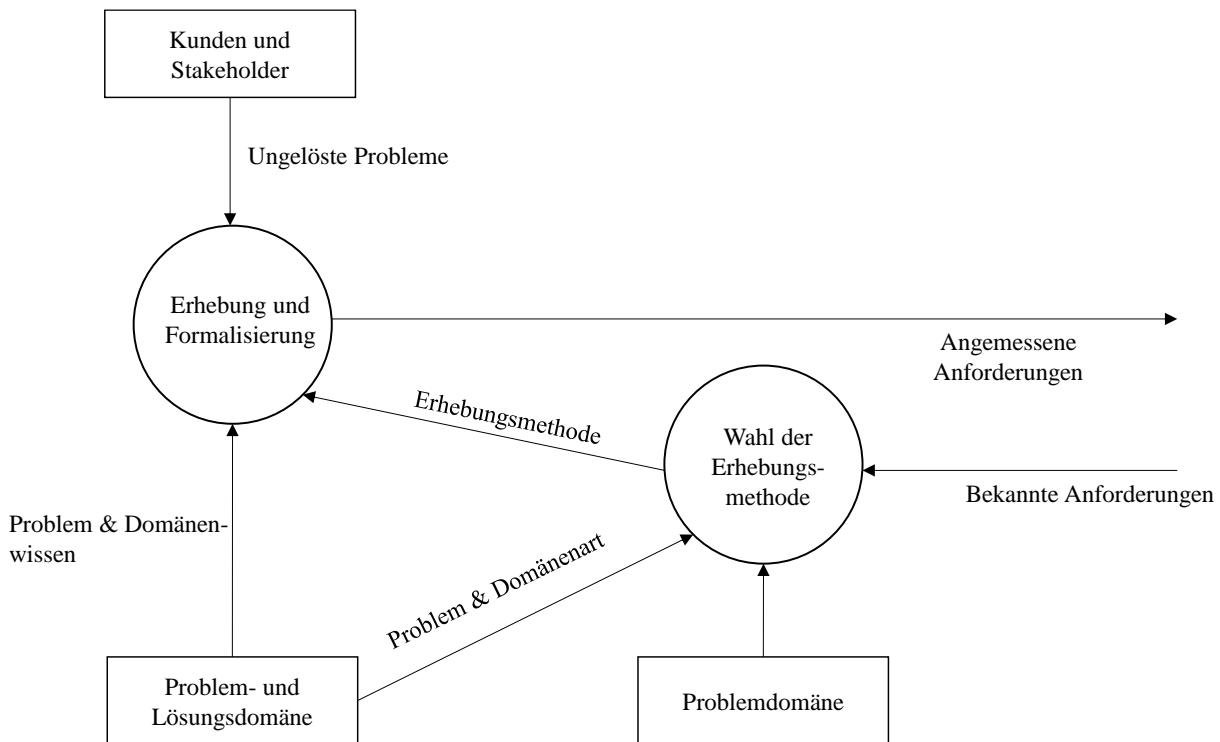 Kunden und
Stakeholder
Ungelöste Probleme
Erhebung und
Formalisierung
Angemessene
Anforderungen
Erhebungsmethode
Wahl der
Erhebungs-
methode
Bekannte Anforderungen
Problem & Domänen-
wissen
Problem & Domänenart
Problem- und
Lösungsdomäne
Problemdomäne